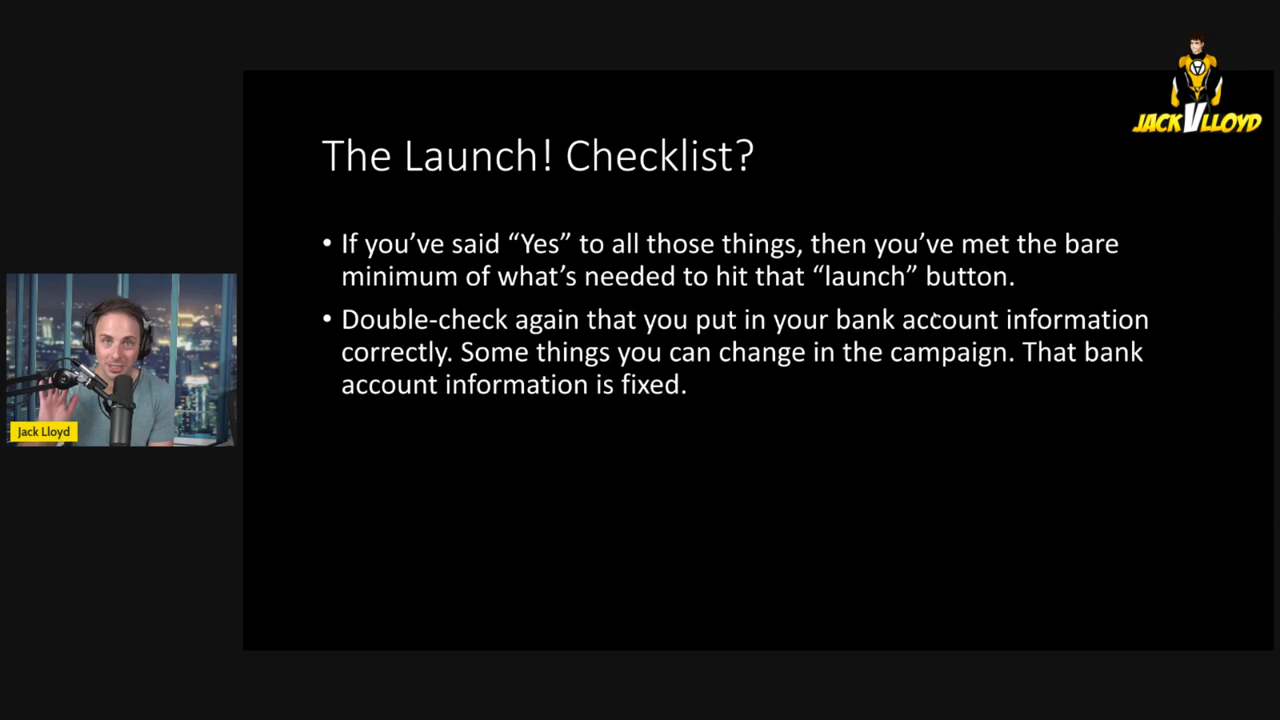 JACK V LLOYD
The Launch! Checklist?
• If you’ve said “Yes” to all those things, then you’ve met the bare
minimum of what’s needed to hit that “launch” button.
• Double-check again that you put in your bank account information
correctly. Some things you can change in the campaign. That bank
account information is fixed.
Jack Lloyd